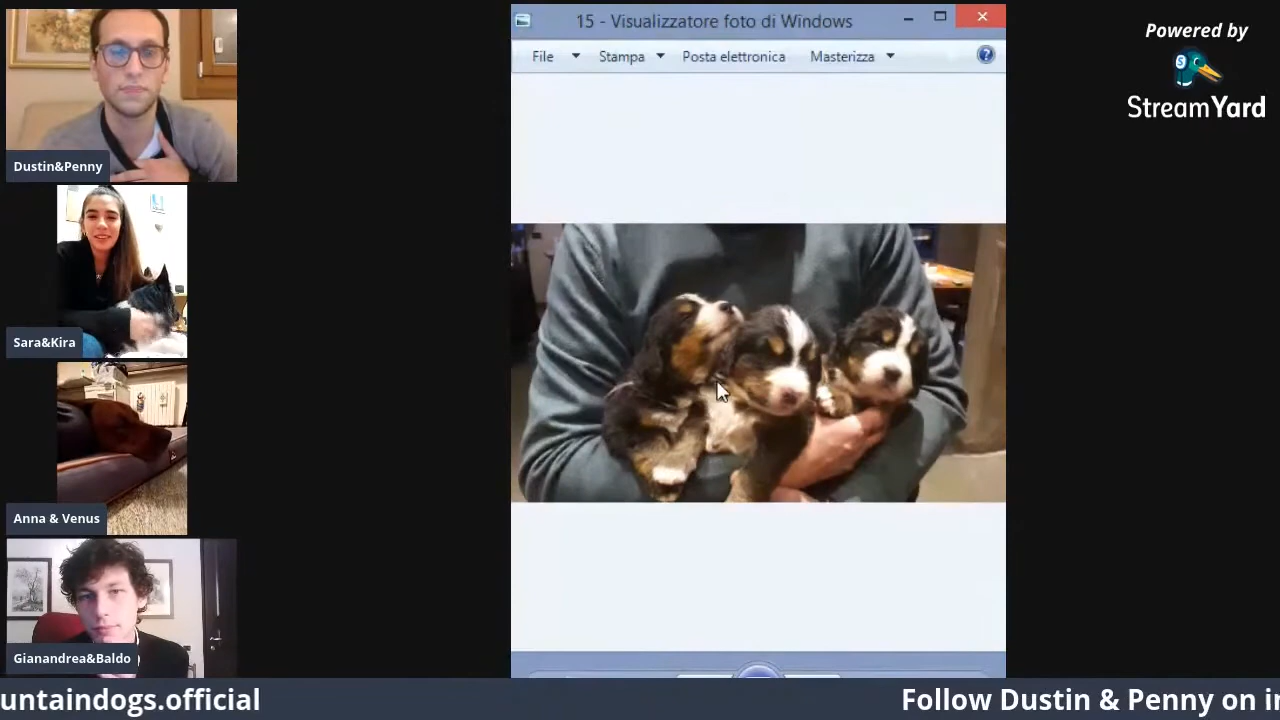 15 - Visualizzatore foto di Windows
File Stampa Posta elettronica Masterizza
Powered by
StreamYard
Dustin&Penny
Sara&Kira
Anna & Venus
Gianandrea&Baldo
untaindogs.official
Follow Dustin & Penny on